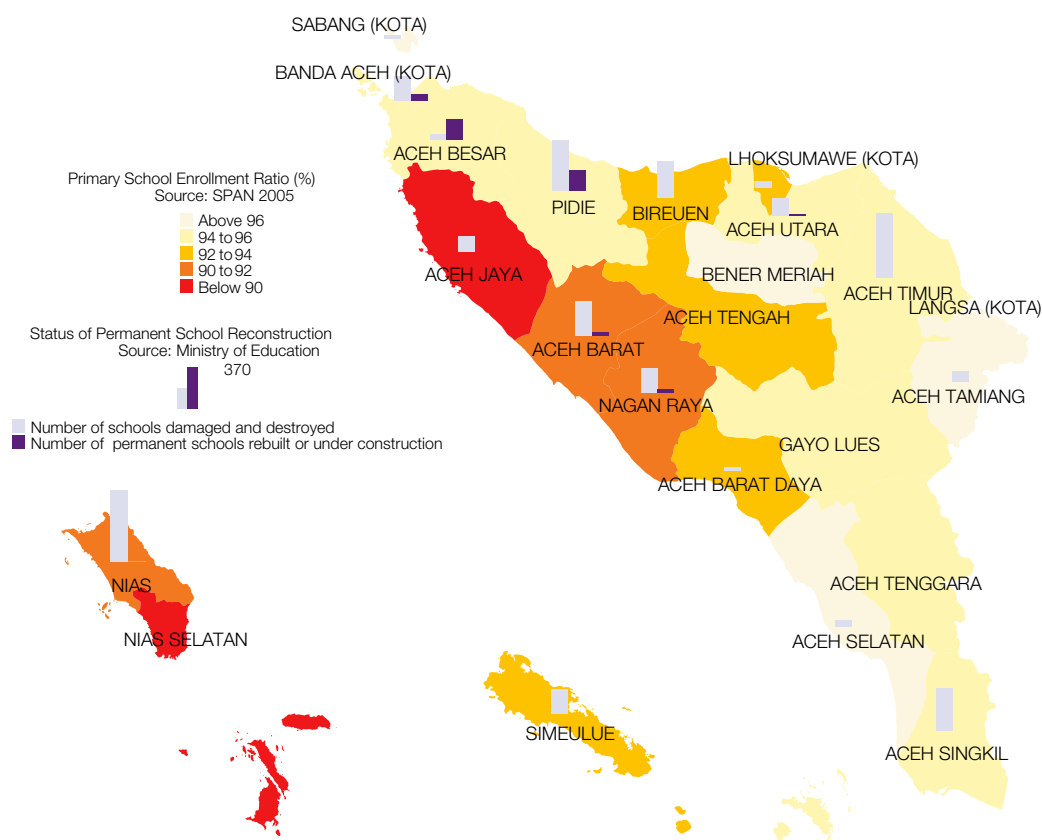 SABANG (KOTA)
BANDA ACEH (KOTA)
ACEH BESAR
LHOKSUMAWE (KOTA)
Primary School Enrollment Ratio (%)
Source: SPAN 2005
Above 96
94 to 96
92 to 94
90 to 92
Below 90
PIDIE
BIREUEN
ACEH UTARA
ACEH JAYA
BENER MERIAH
ACEH TIMUR
LANGSA (KOTA)
ACEH TENGAH
Status of Permanent School Reconstruction
Source: Ministry of Education
370
Number of schools damaged and destroyed
Number of permanent schools rebuilt or under construction
ACEH BARAT
ACEH TAMIANG
NAGAN RAYA
GAYO LUES
ACEH BARAT DAYA
NIAS
ACEH TENGGARA
NIAS SELATAN
ACEH SELATAN
SIMEULUE
ACEH SINGKIL